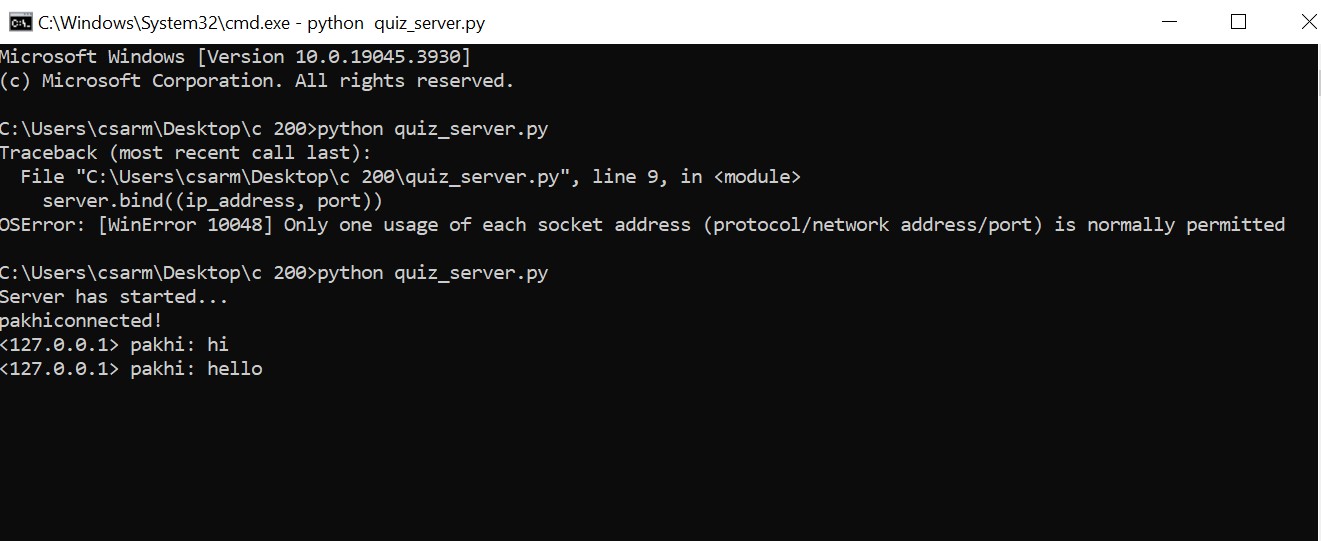 C:\Windows\System32\cmd.exe - python  quiz_server.py
Microsoft Windows [Version 10.0.19045.3930]
(c) Microsoft Corporation. All rights reserved.
C:\Users\csarm\Desktop\c 200>python quiz_server.py
Traceback (most recent call last):
  File "C:\Users\csarm\Desktop\c 200\quiz_server.py", line 9, in <module>
    server.bind((ip_address, port))
OSError: [WinError 10048] Only one usage of each socket address (protocol/network address/port) is normally permitted
C:\Users\csarm\Desktop\c 200>python quiz_server.py
Server has started...
pakhiconnected!
<127.0.0.1> pakhi: hi
<127.0.0.1> pakhi: hello